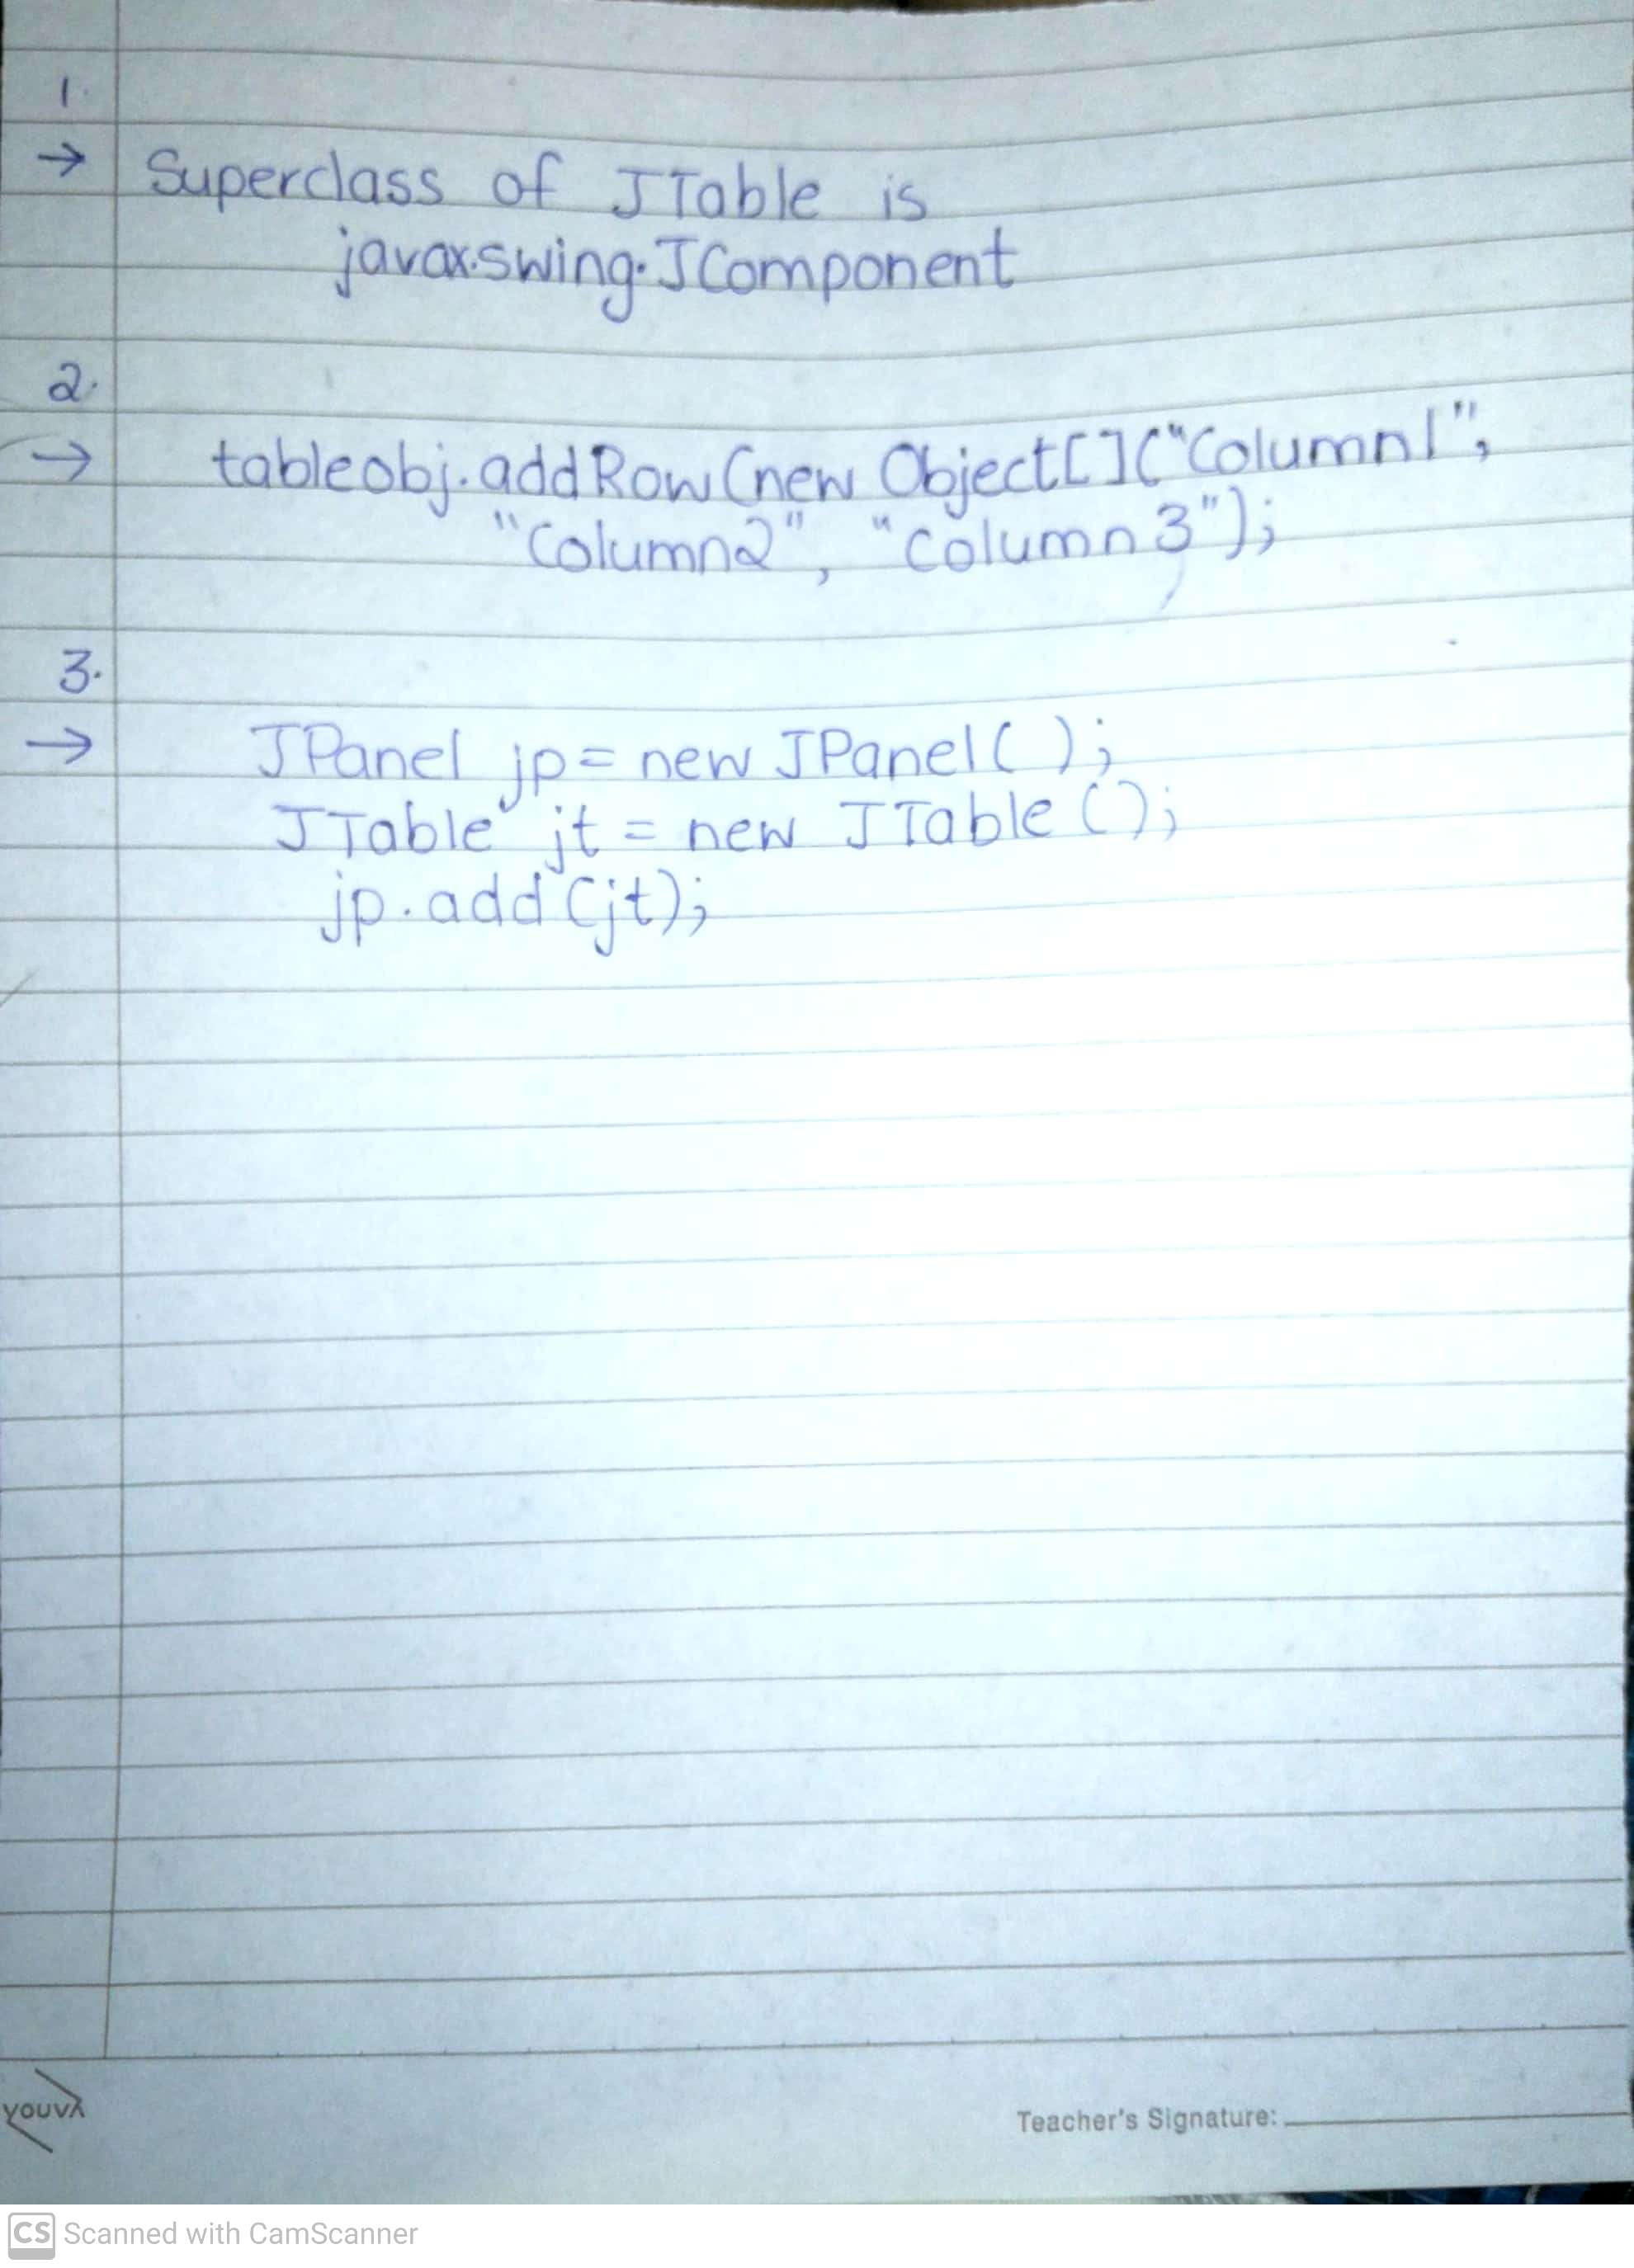 1.
→ Superclass of JTable is
javax.swing.JComponent
2.
→ tableobj.addRow(new Object[]("Column1",
"Column2", "Column3");
3.
→ JPanel jp = new JPanel();
JTable jt = new JTable();
jp.add(jt);
youva
Teacher's Signature:
CS Scanned with CamScanner